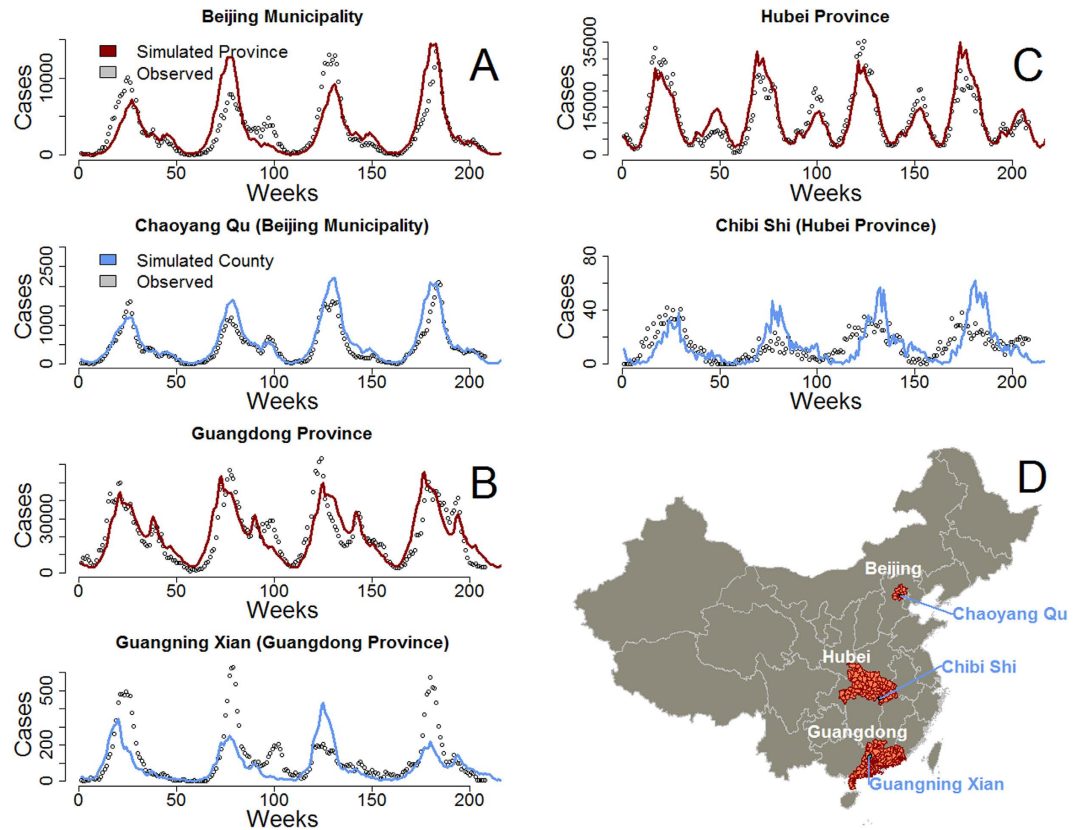 Beijing Municipality
Simulated Province
Observed
A
Cases
0
10000
0 50 100 150 200
Weeks
Chaoyang Qu (Beijing Municipality)
Simulated County
Observed
Cases
0
1000
2500
0 50 100 150 200
Weeks
Guangdong Province
B
Cases
0
30000
0 50 100 150 200
Weeks
Guangning Xian (Guangdong Province)
Cases
0
200
500
0 50 100 150 200
Weeks
Hubei Province
C
Cases
0
15000
35000
0 50 100 150 200
Weeks
Chibi Shi (Hubei Province)
Cases
0
40
80
0 50 100 150 200
Weeks
D
Beijing
Chaoyang Qu
Hubei
Chibi Shi
Guangdong
Guangning Xian